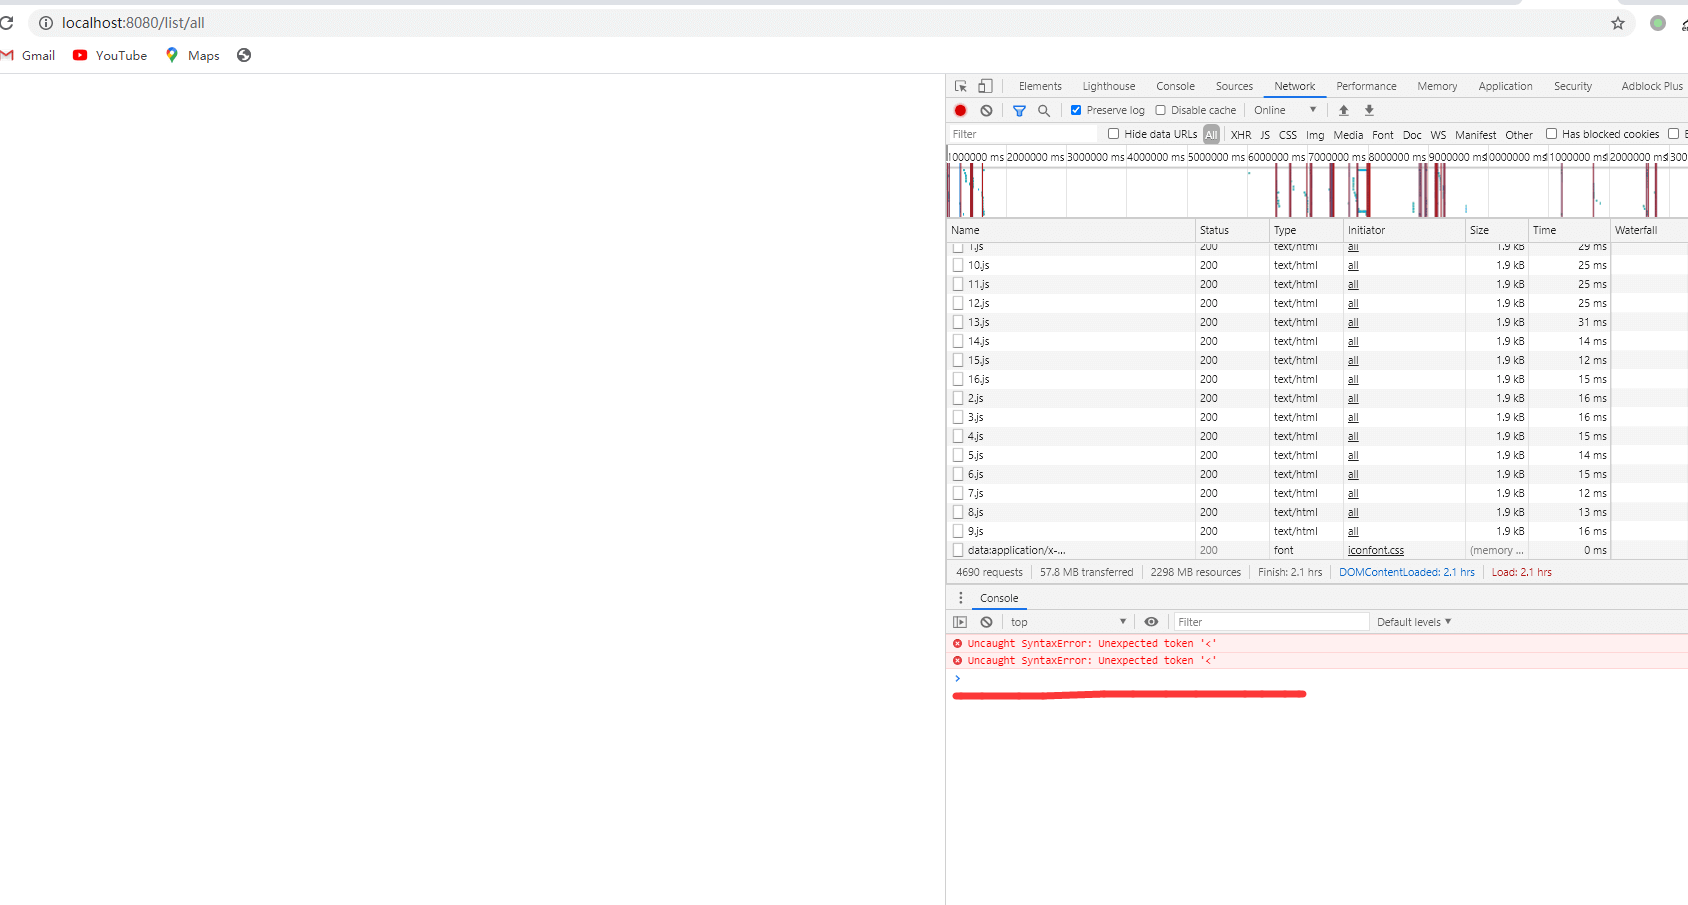 localhost:8080/list/all
Gmail YouTube Maps
Elements Lighthouse Console Sources Network Performance Memory Application Security Adblock Plus
Preserve log Disable cache Online
Filter Hide data URLs All XHR JS CSS Img Media Font Doc WS Manifest Other Has blocked cookies
1000000 ms 2000000 ms 3000000 ms 4000000 ms 5000000 ms 6000000 ms 7000000 ms 8000000 ms
Name Status Type Initiator Size Time Waterfall
1.js 200 text/html all 1.9 kB 29 ms
10.js 200 text/html all 1.9 kB 25 ms
11.js 200 text/html all 1.9 kB 25 ms
12.js 200 text/html all 1.9 kB 25 ms
13.js 200 text/html all 1.9 kB 31 ms
14.js 200 text/html all 1.9 kB 14 ms
15.js 200 text/html all 1.9 kB 12 ms
16.js 200 text/html all 1.9 kB 15 ms
2.js 200 text/html all 1.9 kB 16 ms
3.js 200 text/html all 1.9 kB 16 ms
4.js 200 text/html all 1.9 kB 15 ms
5.js 200 text/html all 1.9 kB 14 ms
6.js 200 text/html all 1.9 kB 15 ms
7.js 200 text/html all 1.9 kB 12 ms
8.js 200 text/html all 1.9 kB 13 ms
9.js 200 text/html all 1.9 kB 16 ms
data:application/x-... 200 font iconfont.css (memory ... 0 ms
4690 requests 57.8 MB transferred 2298 MB resources Finish: 2.1 hrs DOMContentLoaded: 2.1 hrs Load: 2.1 hrs
Console
top Filter Default levels
Uncaught SyntaxError: Unexpected token '<'
Uncaught SyntaxError: Unexpected token '<'